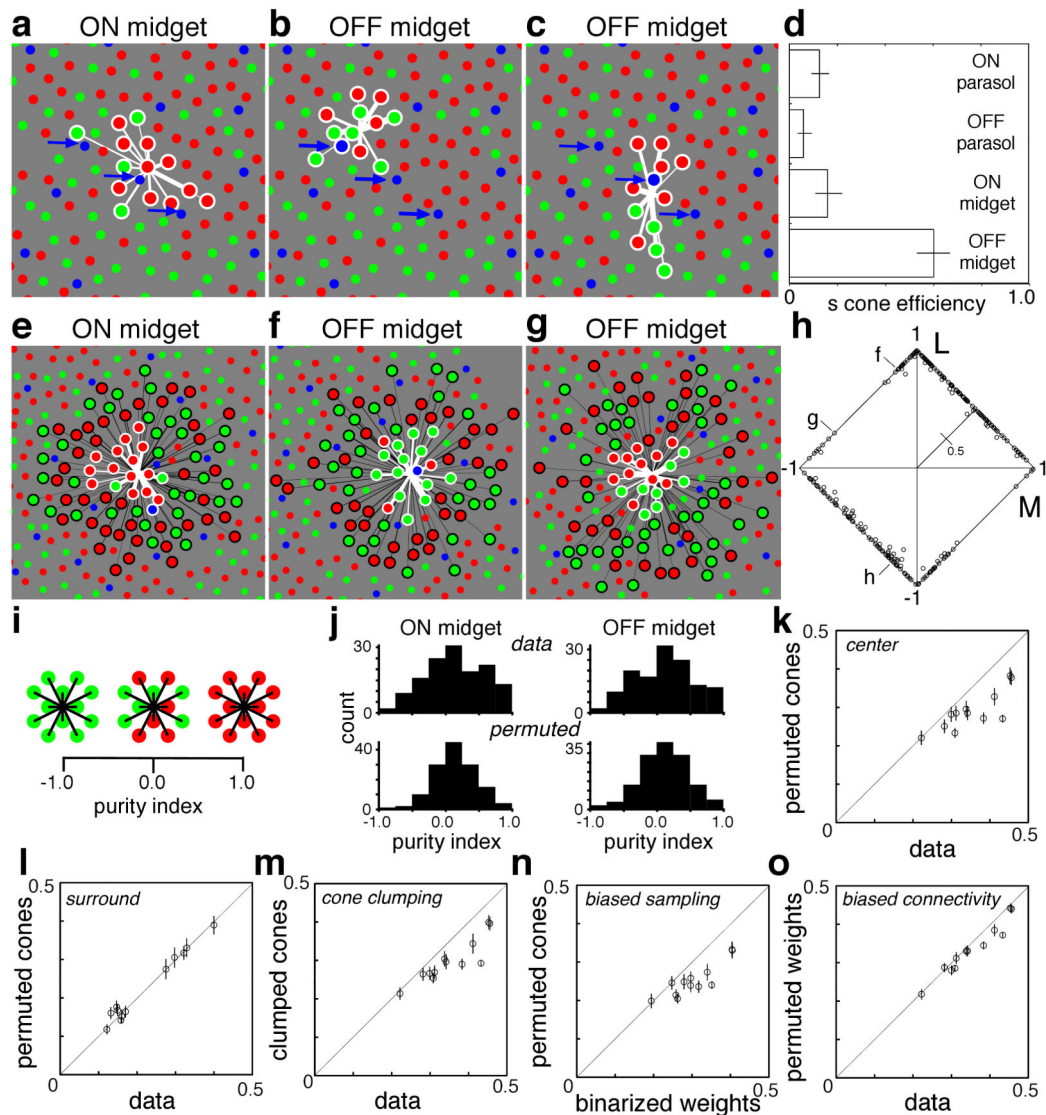 a ON midget
b OFF midget
c OFF midget
d
ON parasol
OFF parasol
ON midget
OFF midget
0 1.0
s cone efficiency
e ON midget
f OFF midget
g OFF midget
h
1 L
f
g
0.5
-1 1
M
h
-1
i
-1.0 0.0 1.0
purity index
j
ON midget OFF midget
data
30 30
0 0
count
permuted
40 35
0 0
-1.0 0.0 1.0 -1.0 0.0 1.0
purity index purity index
k
0.5
center
permuted cones
0
0 0.5
data
l
0.5
surround
permuted cones
0
0 0.5
data
m
0.5
cone clumping
clumped cones
0
0 0.5
data
n
0.5
biased sampling
permuted cones
0
0 0.5
binarized weights
o
0.5
biased connectivity
permuted weights
0
0 0.5
data